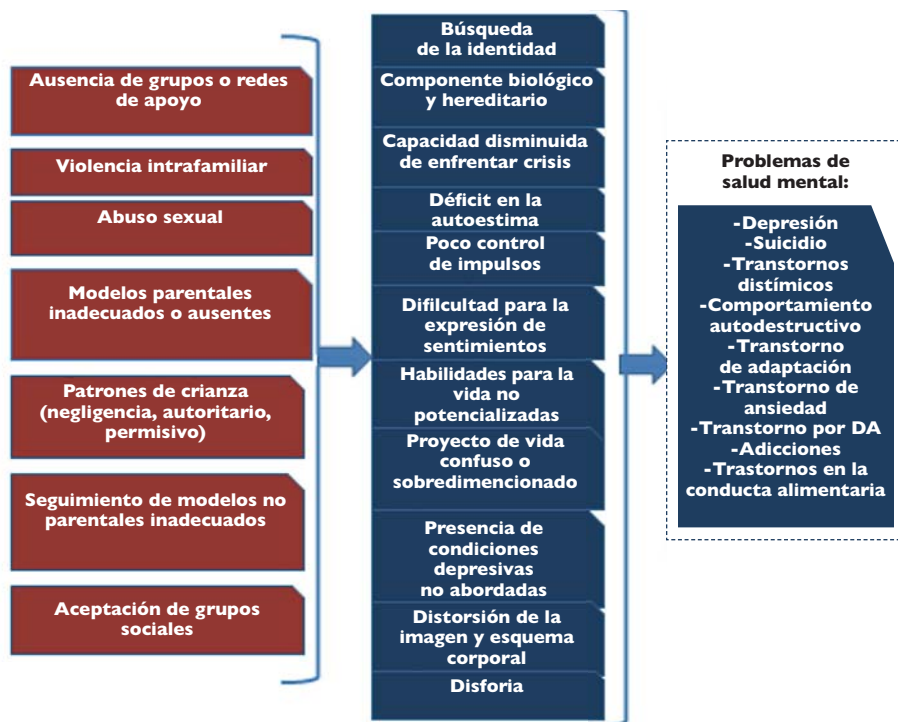 Ausencia de grupos o redes
de apoyo
Violencia intrafamiliar
Abuso sexual
Modelos parentales
inadecuados o ausentes
Patrones de crianza
(negligencia, autoritario,
permisivo)
Seguimiento de modelos no
parentales inadecuados
Aceptación de grupos
sociales
Búsqueda
de la identidad
Componente biológico
y hereditario
Capacidad disminuida
de enfrentar crisis
Déficit en la
autoestima
Poco control
de impulsos
Difilcultad para la
expresión de
sentimientos
Habilidades para la
vida no
potencializadas
Proyecto de vida
confuso o
sobredimencionado
Presencia de
condiciones
depresivas
no abordadas
Distorsión de la
imagen y esquema
corporal
Disforia
Problemas de
salud mental:
-Depresión
-Suicidio
-Transtornos
distímicos
-Comportamiento
autodestructivo
-Transtorno
de adaptación
-Transtorno de
ansiedad
-Transtorno por DA
-Adicciones
-Trastornos en la
conducta alimentaria